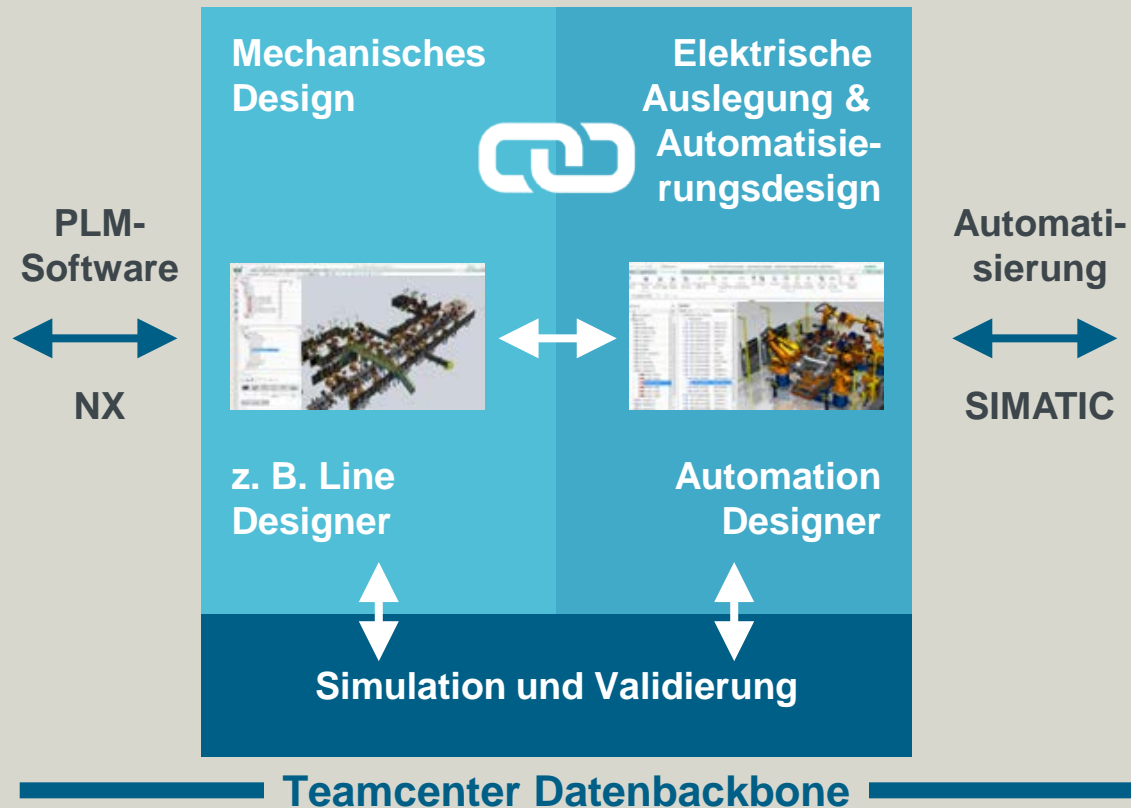 Mechanisches
Design
Elektrische
Auslegung &
Automatisie-
rungsdesign
PLM-
Software
NX
Automati-
sierung
SIMATIC
z. B. Line
Designer
Automation
Designer
Simulation und Validierung
Teamcenter Datenbackbone